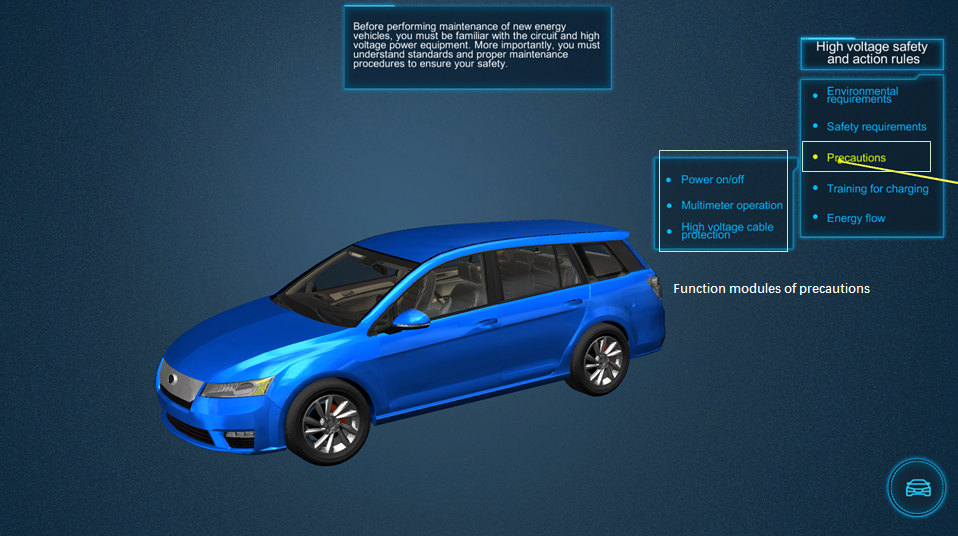 Before performing maintenance of new energy
vehicles, you must be familiar with the circuit and high
voltage power equipment. More importantly, you must
understand standards and proper maintenance
procedures to ensure your safety.
High voltage safety
and action rules
Environmental
requirements
Safety requirements
Precautions
Training for charging
Energy flow
Power on/off
Multimeter operation
High voltage cable
protection
Function modules of precautions